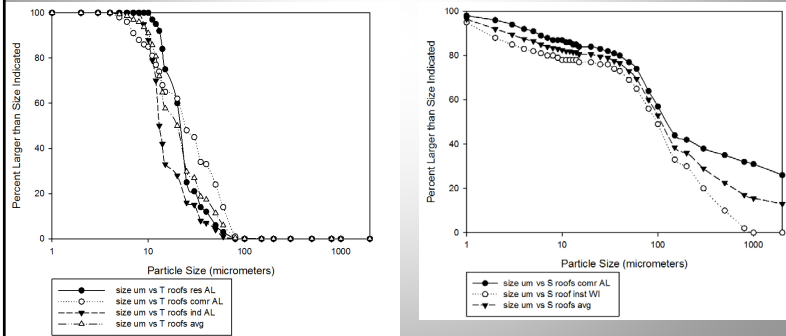 100
80
60
40
20
0
Percent Larger than Size Indicated
1
10
100
1000
Particle Size (micrometers)
size um vs T roofs res AL
size um vs T roofs comr AL
size um vs T roofs ind AL
size um vs T roofs avg
100
80
60
40
20
0
Percent Larger than Size Indicated
1
10
100
1000
Particle Size (micrometers)
size um vs S roofs comr AL
size um vs S roof inst WI
size um vs S roofs avg